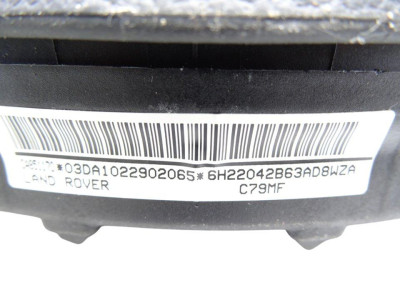 *03DA1022902065*6H22042B63AD8WZA
LAND ROVER C79MF